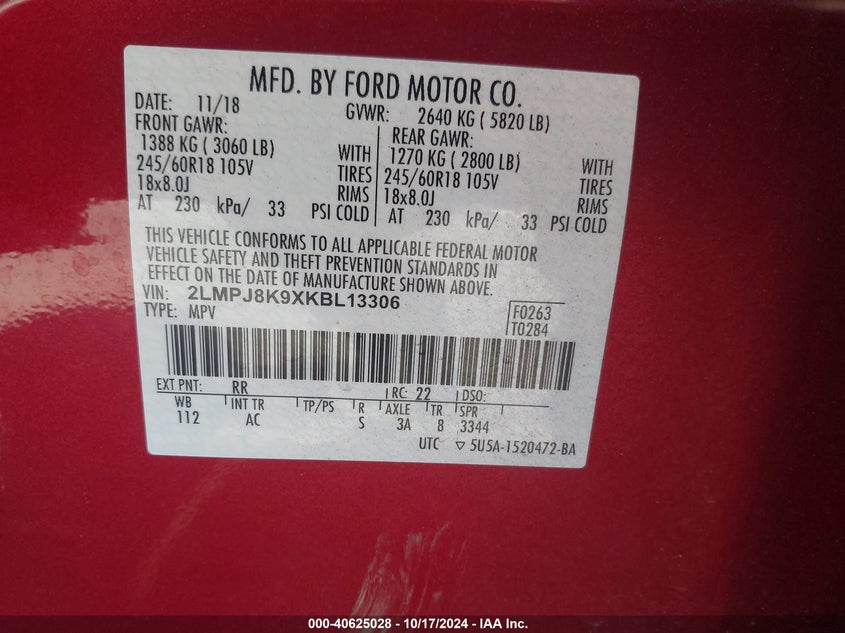 MFD. BY FORD MOTOR CO.
DATE: 11/18 GVWR: 2640 KG ( 5820 LB)
FRONT GAWR: REAR GAWR:
1388 KG ( 3060 LB) WITH 1270 KG ( 2800 LB) WITH
245/60R18 105V TIRES 245/60R18 105V TIRES
18x8.0J RIMS 18x8.0J RIMS
AT 230 kPa/ 33 PSI COLD AT 230 kPa/ 33 PSI COLD
THIS VEHICLE CONFORMS TO ALL APPLICABLE FEDERAL MOTOR
VEHICLE SAFETY AND THEFT PREVENTION STANDARDS IN
EFFECT ON THE DATE OF MANUFACTURE SHOWN ABOVE.
VIN: 2LMPJ8K9XKBL13306 F0263
TYPE: MPV T0284
EXT PNT: RR RC: 22 DSO:
WB INT TR TP/PS R AXLE TR SPR
112 AC S 3A 8 3344
UTC ▽ 5U5A-1520472-BA
000-40625028 - 10/17/2024 - IAA Inc.